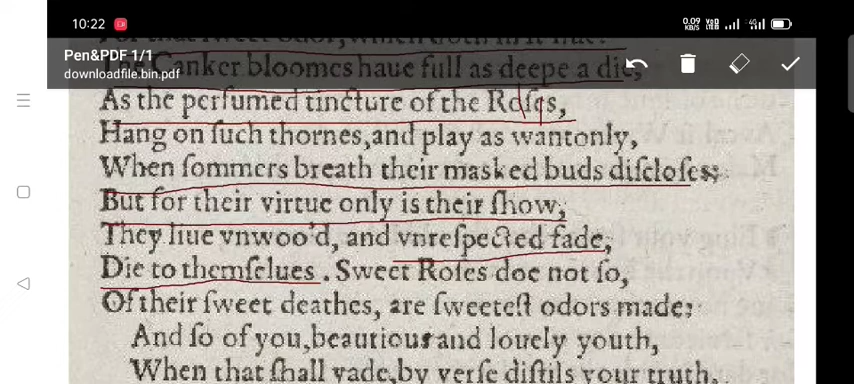 10:22
0.09 KB/S 4G
Pen&PDF 1/1
downloadfile.bin.pdf
The Canker bloomes haue full as deepe a die,
As the perfumed tincture of the Roſes,
Hang on ſuch thornes,and play as wantonly,
When ſommers breath their masked buds diſcloſes:
But for their virtue only is their ſhow,
They liue vnwoo'd, and vnreſpected fade,
Die to themſelues . Sweet Roſes doe not ſo,
Of their ſweet deathes, are ſweeteſt odors made:
And ſo of you,beautious and louely youth,
When that ſhall vade,by verſe diſtils your truth.